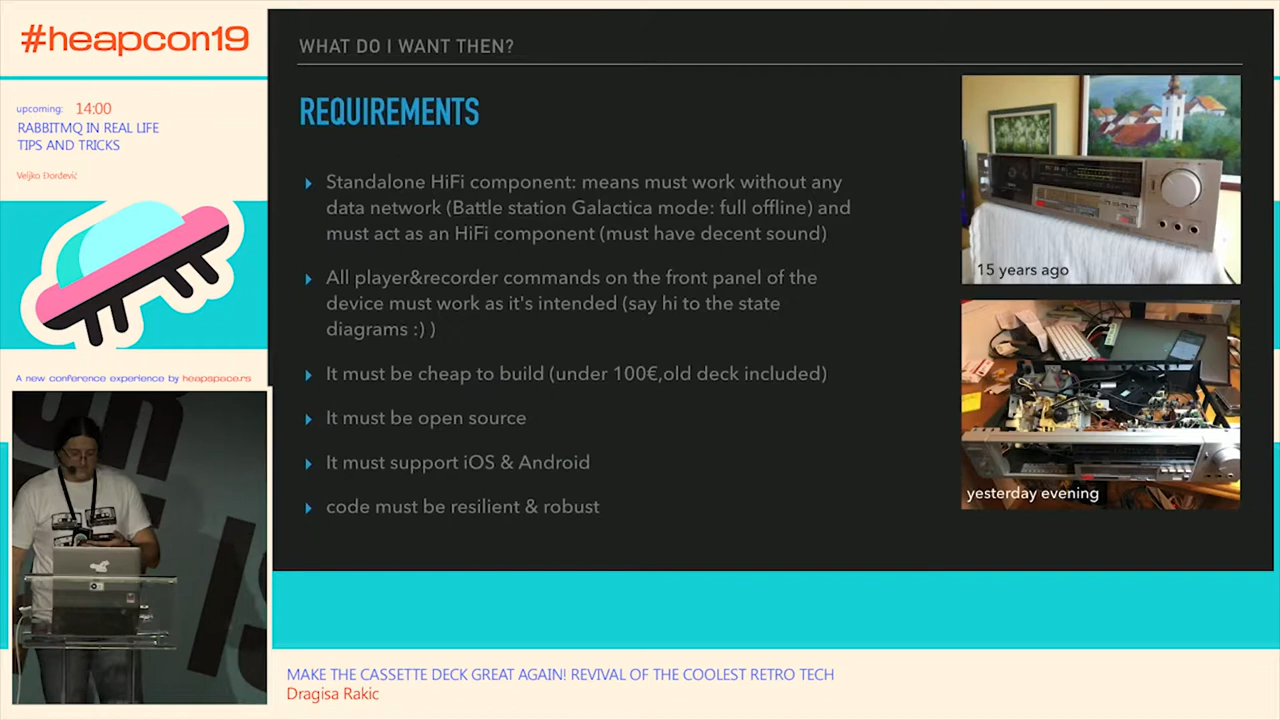 #heapcon19
upcoming: 14:00
RABBITMQ IN REAL LIFE
TIPS AND TRICKS
Veljko Đorđević
A new conference experience by heapspace.rs
WHAT DO I WANT THEN?
REQUIREMENTS
Standalone HiFi component: means must work without any
data network (Battle station Galactica mode: full offline) and
must act as an HiFi component (must have decent sound)
All player&recorder commands on the front panel of the
device must work as it's intended (say hi to the state
diagrams :) )
It must be cheap to build (under 100€,old deck included)
It must be open source
It must support iOS & Android
code must be resilient & robust
15 years ago
yesterday evening
MAKE THE CASSETTE DECK GREAT AGAIN! REVIVAL OF THE COOLEST RETRO TECH
Dragisa Rakic